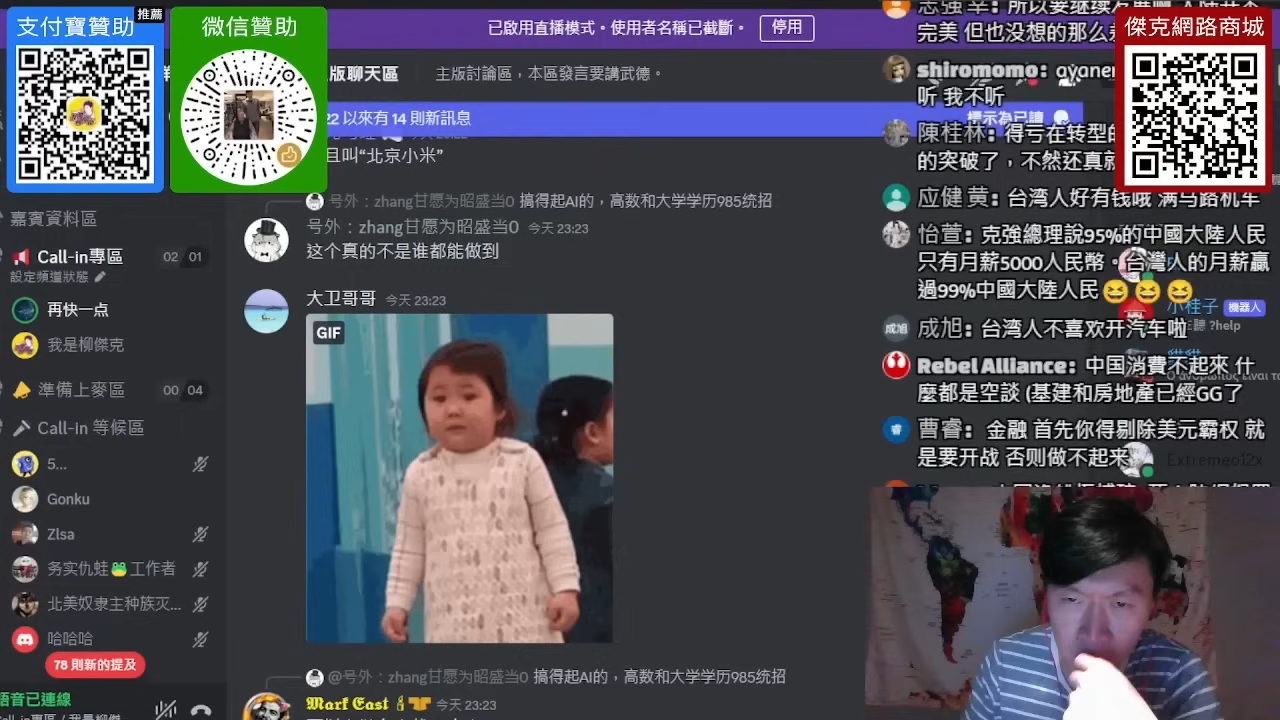 支付寶贊助
推薦
微信贊助
已啟用直播模式。使用者名稱已截斷。
停用
傑克網路商城
版聊天區
主版討論區，本區發言要講武德。
22 以來有 14 則新訊息
標示為已讀
且叫“北京小米”
号外：zhang甘愿为昭盛当0 搞得起AI的，高数和大学学历985统招
号外：zhang甘愿为昭盛当0 今天 23:23
这个真的不是谁都能做到
大卫哥哥 今天 23:23
GIF
@号外：zhang甘愿为昭盛当0 搞得起AI的，高数和大学学历985统招
Mark East 今天 23:23
嘉賓資料區
Call-in專區 02 01
設定頻道狀態
再快一点
我是柳傑克
準備上麥區 00 04
Call-in 等候區
5...
Gonku
Zlsa
务实仇蛙🐸工作者
北美奴隶主种族灭...
哈哈哈
78 則新的提及
語音已連線
完美 但也没想的那么
shiromomo：
听 我不听
陳桂林：得亏在转型的
的突破了，不然还真
应健 黄：台湾人好有钱哦 满马路机车
怡萱：克強總理說95%的中國大陸人民
只有月薪5000人民幣。台灣人的月薪贏
過99%中國大陸人民😆😆😆
小桂子 機器人
?help
成旭：台湾人不喜欢开汽车啦
Rebel Alliance：中国消費不起來 什
麼都是空談 (基建和房地產已經GG了
曹睿：金融 首先你得剔除美元霸权 就
是要开战 否则做不起来
Extremeo12x